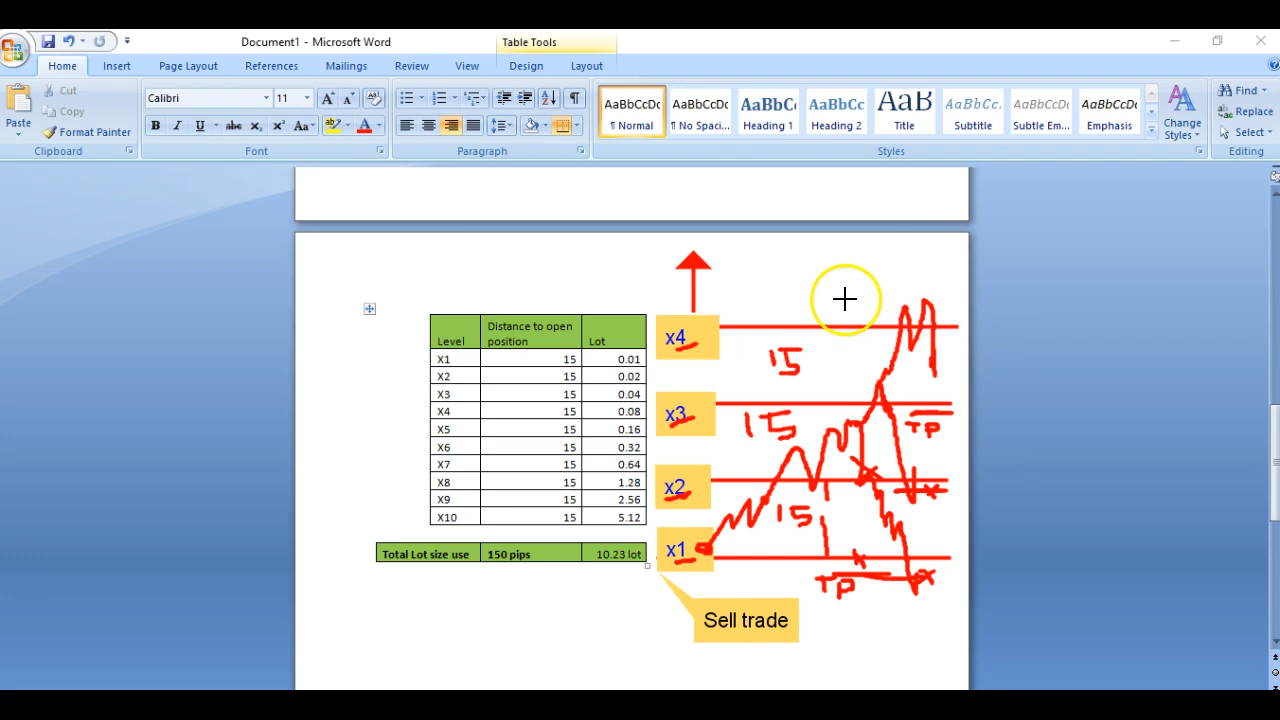 Document1 - Microsoft Word
Table Tools
Home Insert Page Layout References Mailings Review View Design Layout
Paste
Cut
Copy
Format Painter
Clipboard
Calibri 11
Font
Paragraph
AaBbCcDc AaBbCcDc AaBbCc AaBbCc AaB AaBbCc. AaBbCcDc AaBbCcDc
¶ Normal ¶ No Spaci... Heading 1 Heading 2 Title Subtitle Subtle Em... Emphasis
Styles
Change Styles
Find
Replace
Select
Editing
Level Distance to open position Lot
X1 15 0.01
X2 15 0.02
X3 15 0.04
X4 15 0.08
X5 15 0.16
X6 15 0.32
X7 15 0.64
X8 15 1.28
X9 15 2.56
X10 15 5.12
Total Lot size use 150 pips 10.23 lot
x4
15
x3
15
TP
x2
15
x1
TP
Sell trade